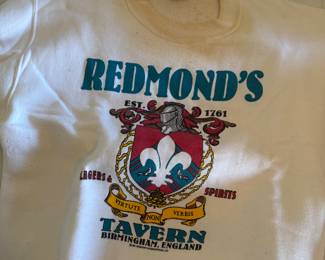 REDMOND'S
EST. 1761
LAGERS & SPIRITS
VIRTUTE NON VERBIS
TAVERN
BIRMINGHAM, ENGLAND